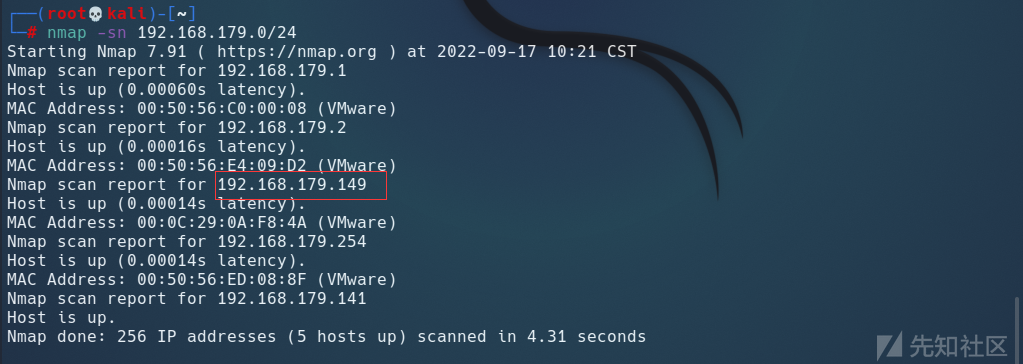 ┌──(root💀kali)-[~]
└─# nmap -sn 192.168.179.0/24
Starting Nmap 7.91 ( https://nmap.org ) at 2022-09-17 10:21 CST
Nmap scan report for 192.168.179.1
Host is up (0.00060s latency).
MAC Address: 00:50:56:C0:00:08 (VMware)
Nmap scan report for 192.168.179.2
Host is up (0.00016s latency).
MAC Address: 00:50:56:E4:09:D2 (VMware)
Nmap scan report for 192.168.179.149
Host is up (0.00014s latency).
MAC Address: 00:0C:29:0A:F8:4A (VMware)
Nmap scan report for 192.168.179.254
Host is up (0.00014s latency).
MAC Address: 00:50:56:ED:08:8F (VMware)
Nmap scan report for 192.168.179.141
Host is up.
Nmap done: 256 IP addresses (5 hosts up) scanned in 4.31 seconds
先知社区